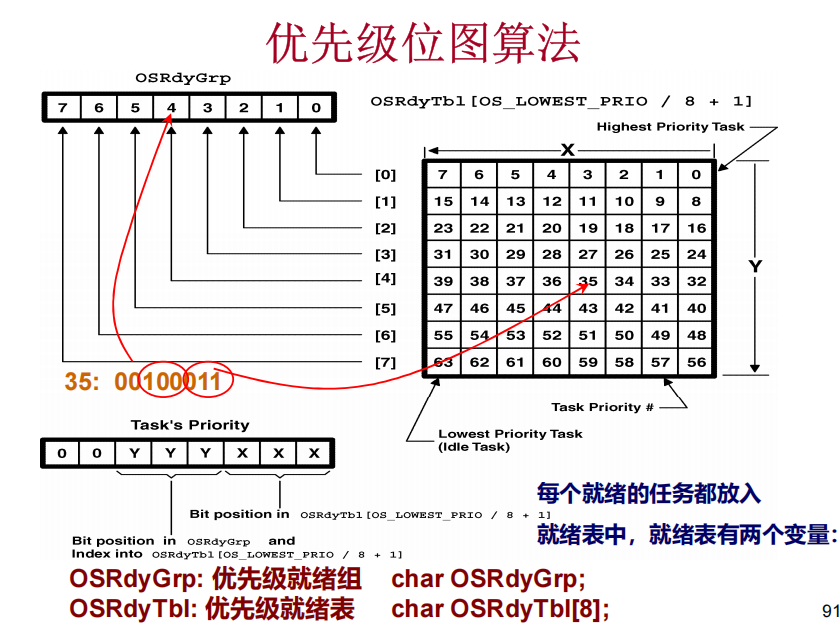 优先级位图算法
OSRdyGrp
7 6 5 4 3 2 1 0
OSRdyTbl[OS_LOWEST_PRIO / 8 + 1]
Highest Priority Task
X
[0] 7 6 5 4 3 2 1 0
[1] 15 14 13 12 11 10 9 8
[2] 23 22 21 20 19 18 17 16
[3] 31 30 29 28 27 26 25 24
[4] 39 38 37 36 35 34 33 32
[5] 47 46 45 44 43 42 41 40
[6] 55 54 53 52 51 50 49 48
[7] 63 62 61 60 59 58 57 56
Y
35: 00100011
Task Priority #
Lowest Priority Task
(Idle Task)
Task's Priority
0 0 Y Y Y X X X
Bit position in OSRdyTbl[OS_LOWEST_PRIO / 8 + 1]
Bit position in OSRdyGrp and
Index into OSRdyTbl[OS_LOWEST_PRIO / 8 + 1]
每个就绪的任务都放入
就绪表中，就绪表有两个变量：
OSRdyGrp: 优先级就绪组 char OSRdyGrp;
OSRdyTbl: 优先级就绪表 char OSRdyTbl[8];
91